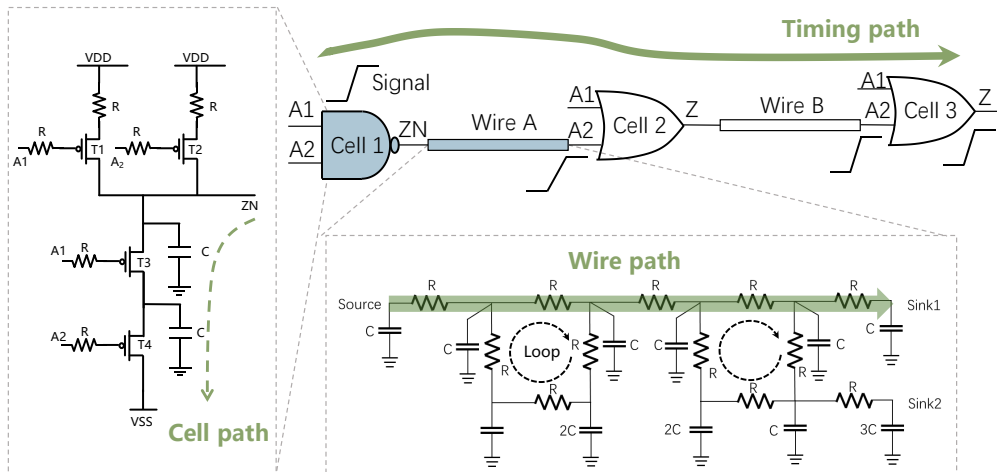 Timing path
VDD
VDD
R
R
R
R
A1
T1
A₂
T2
ZN
A1
R
T3
C
A2
R
T4
C
VSS
Cell path
Signal
A1
A2
Cell 1
ZN
Wire A
A1
A2
Cell 2
Z
Wire B
A1
A2
Cell 3
Z
Wire path
Source
R
R
R
R
R
Sink1
C
C
R
Loop
R
C
C
R
R
C
C
R
R
R
Sink2
2C
2C
C
3C